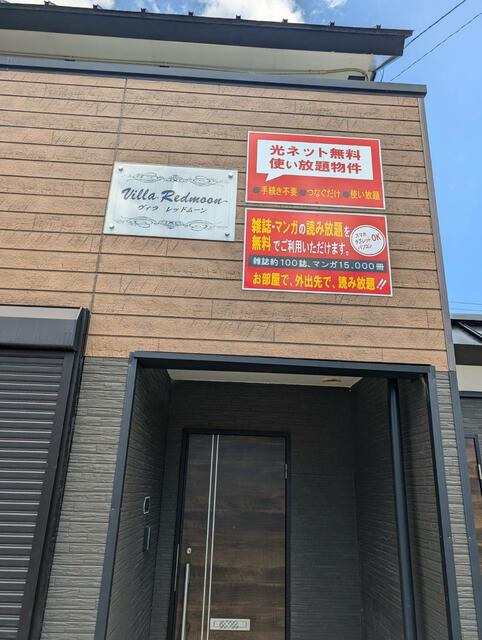 Villa Redmoon
ヴィラ レッドムーン
光ネット無料
使い放題物件
●手続き不要 ●つなぐだけ ●使い放題
雑誌・マンガの読み放題を
無料でご利用いただけます。
スマホ
タブレット
パソコン
OK
雑誌約100誌、マンガ15,000冊
お部屋で、外出先で、読み放題!!